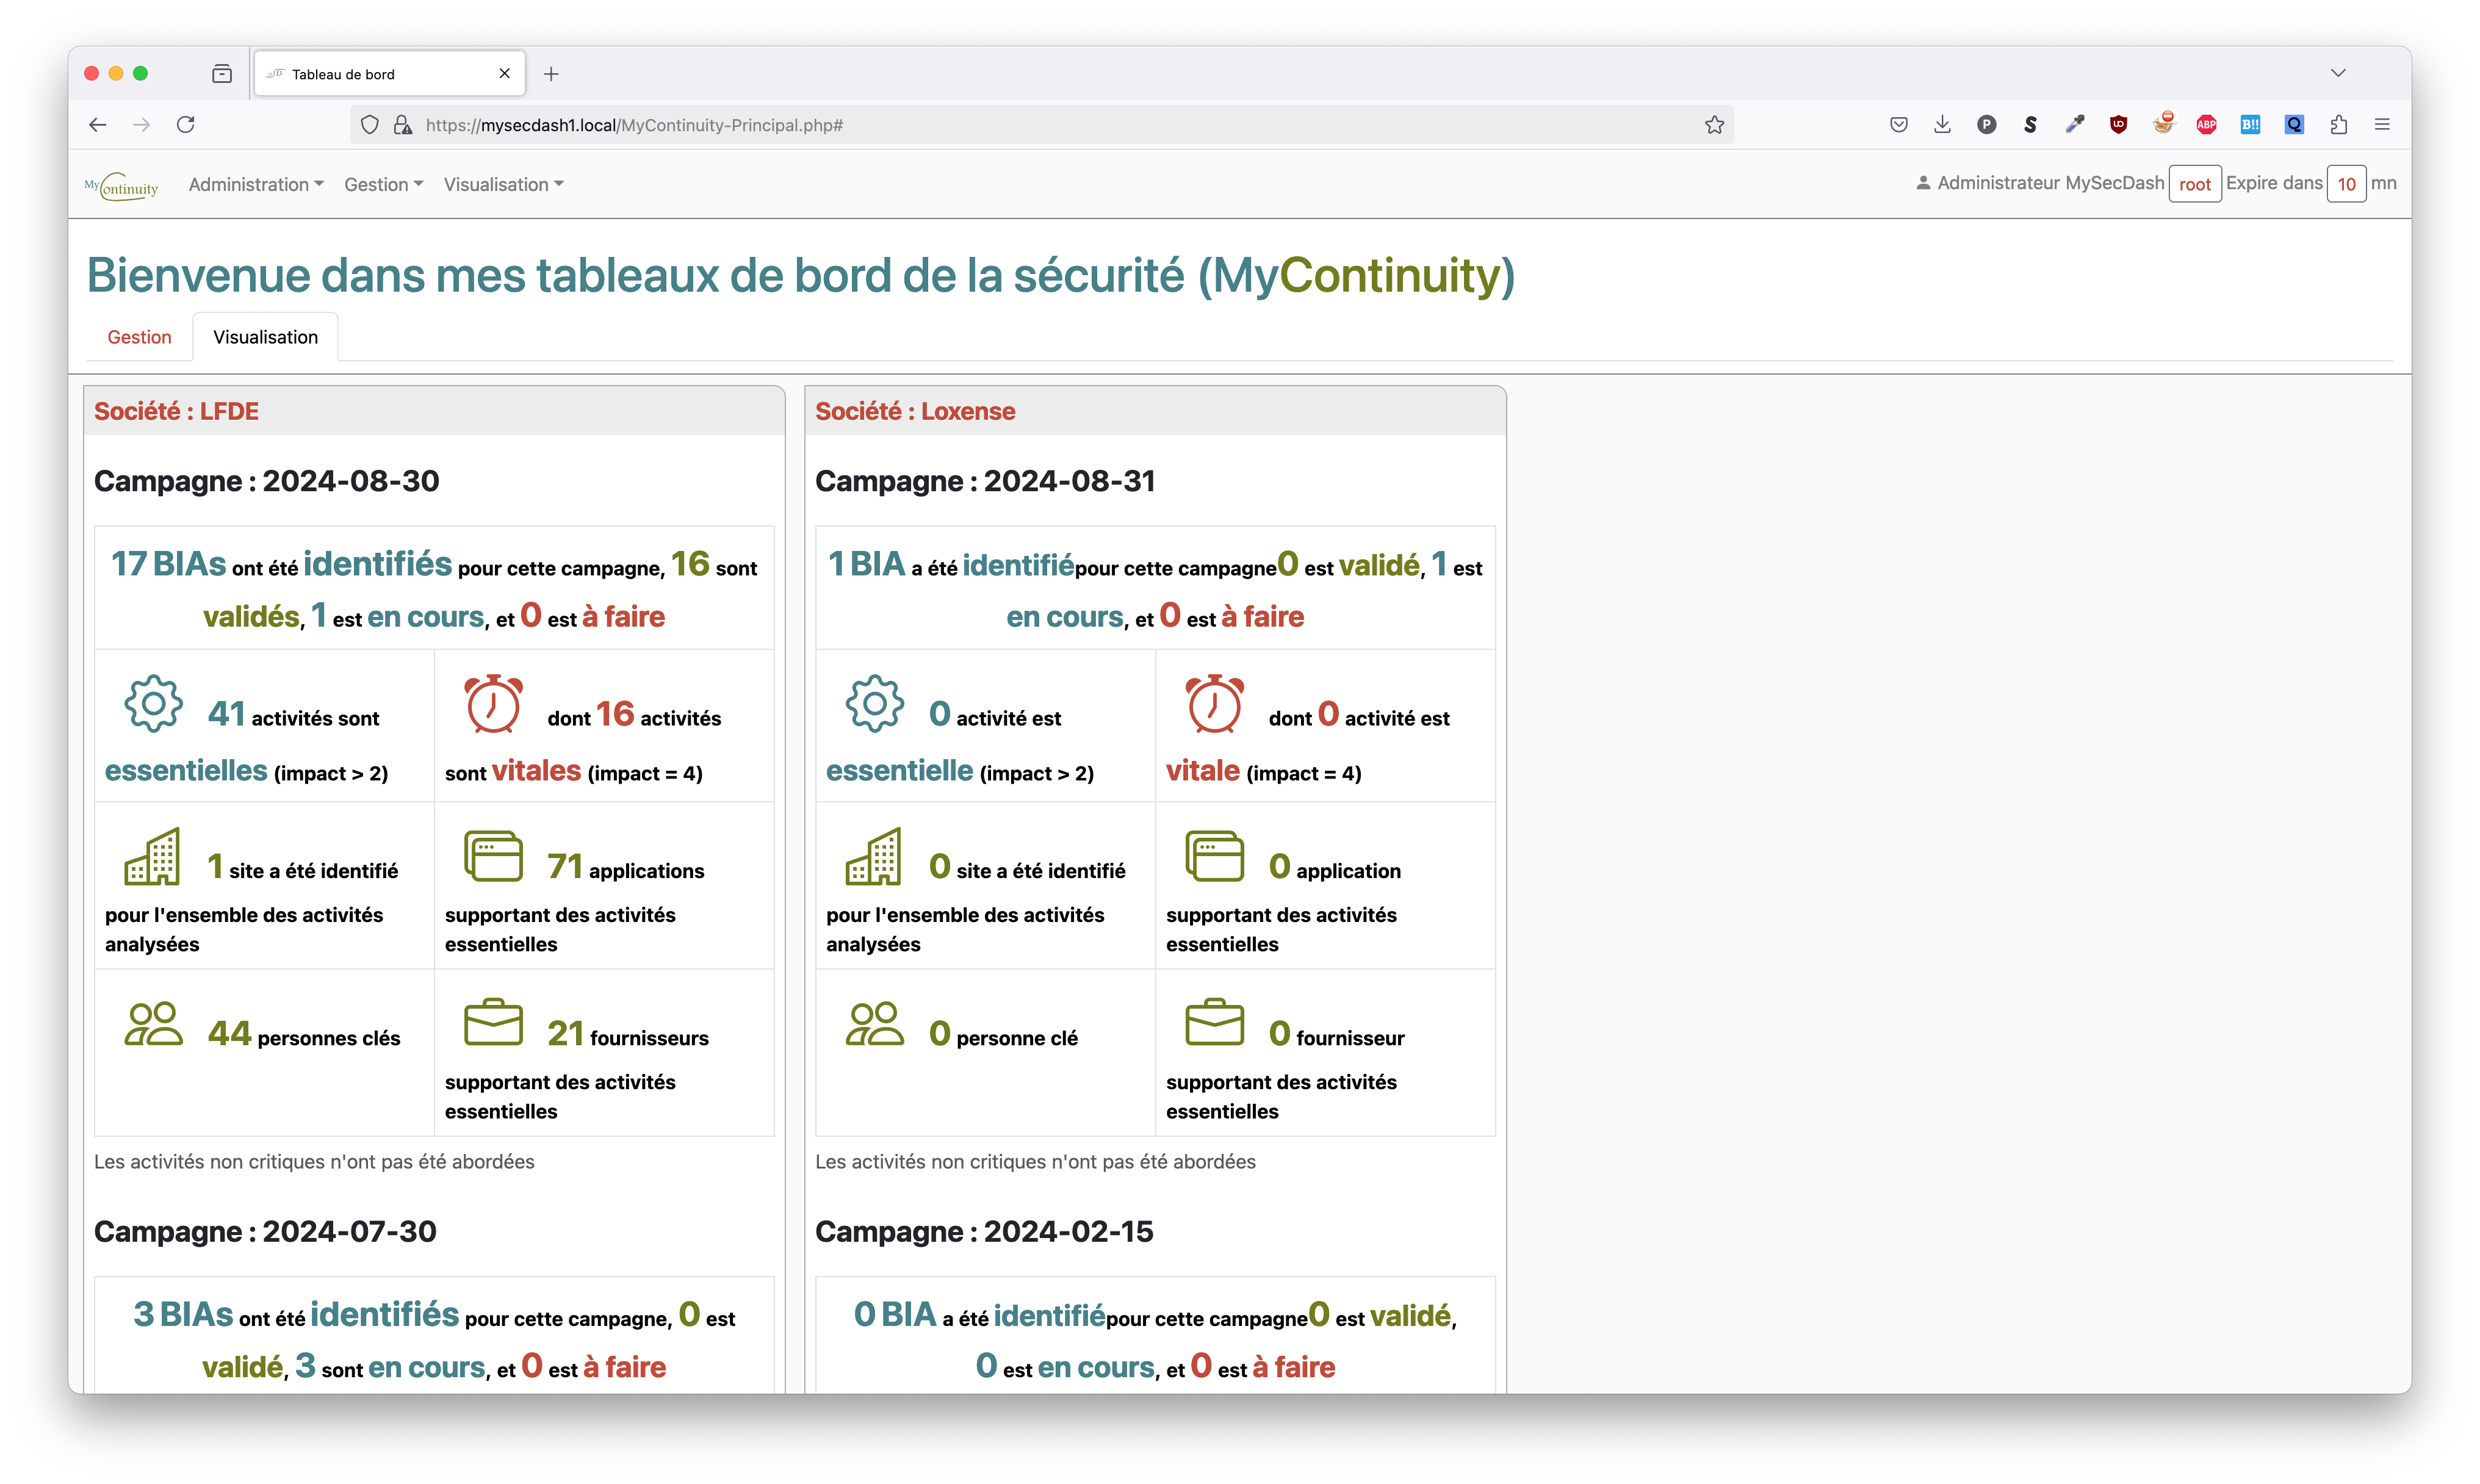 Tableau de bord
https://mysecdash1.local/MyContinuity-Principal.php#
MyContinuity Administration Gestion Visualisation Administrateur MySecDash root Expire dans 10 mn
Bienvenue dans mes tableaux de bord de la sécurité (MyContinuity)
Gestion Visualisation
Société : LFDE
Campagne : 2024-08-30
17 BIAs ont été identifiés pour cette campagne, 16 sont
validés, 1 est en cours, et 0 est à faire
41 activités sont
essentielles (impact > 2)
dont 16 activités
sont vitales (impact = 4)
1 site a été identifié
pour l'ensemble des activités
analysées
71 applications
supportant des activités
essentielles
44 personnes clés
21 fournisseurs
supportant des activités
essentielles
Les activités non critiques n'ont pas été abordées
Campagne : 2024-07-30
3 BIAs ont été identifiés pour cette campagne, 0 est
validé, 3 sont en cours, et 0 est à faire
Société : Loxense
Campagne : 2024-08-31
1 BIA a été identifiépour cette campagne0 est validé, 1 est
en cours, et 0 est à faire
0 activité est
essentielle (impact > 2)
dont 0 activité est
vitale (impact = 4)
0 site a été identifié
pour l'ensemble des activités
analysées
0 application
supportant des activités
essentielles
0 personne clé
0 fournisseur
supportant des activités
essentielles
Les activités non critiques n'ont pas été abordées
Campagne : 2024-02-15
0 BIA a été identifiépour cette campagne0 est validé,
0 est en cours, et 0 est à faire